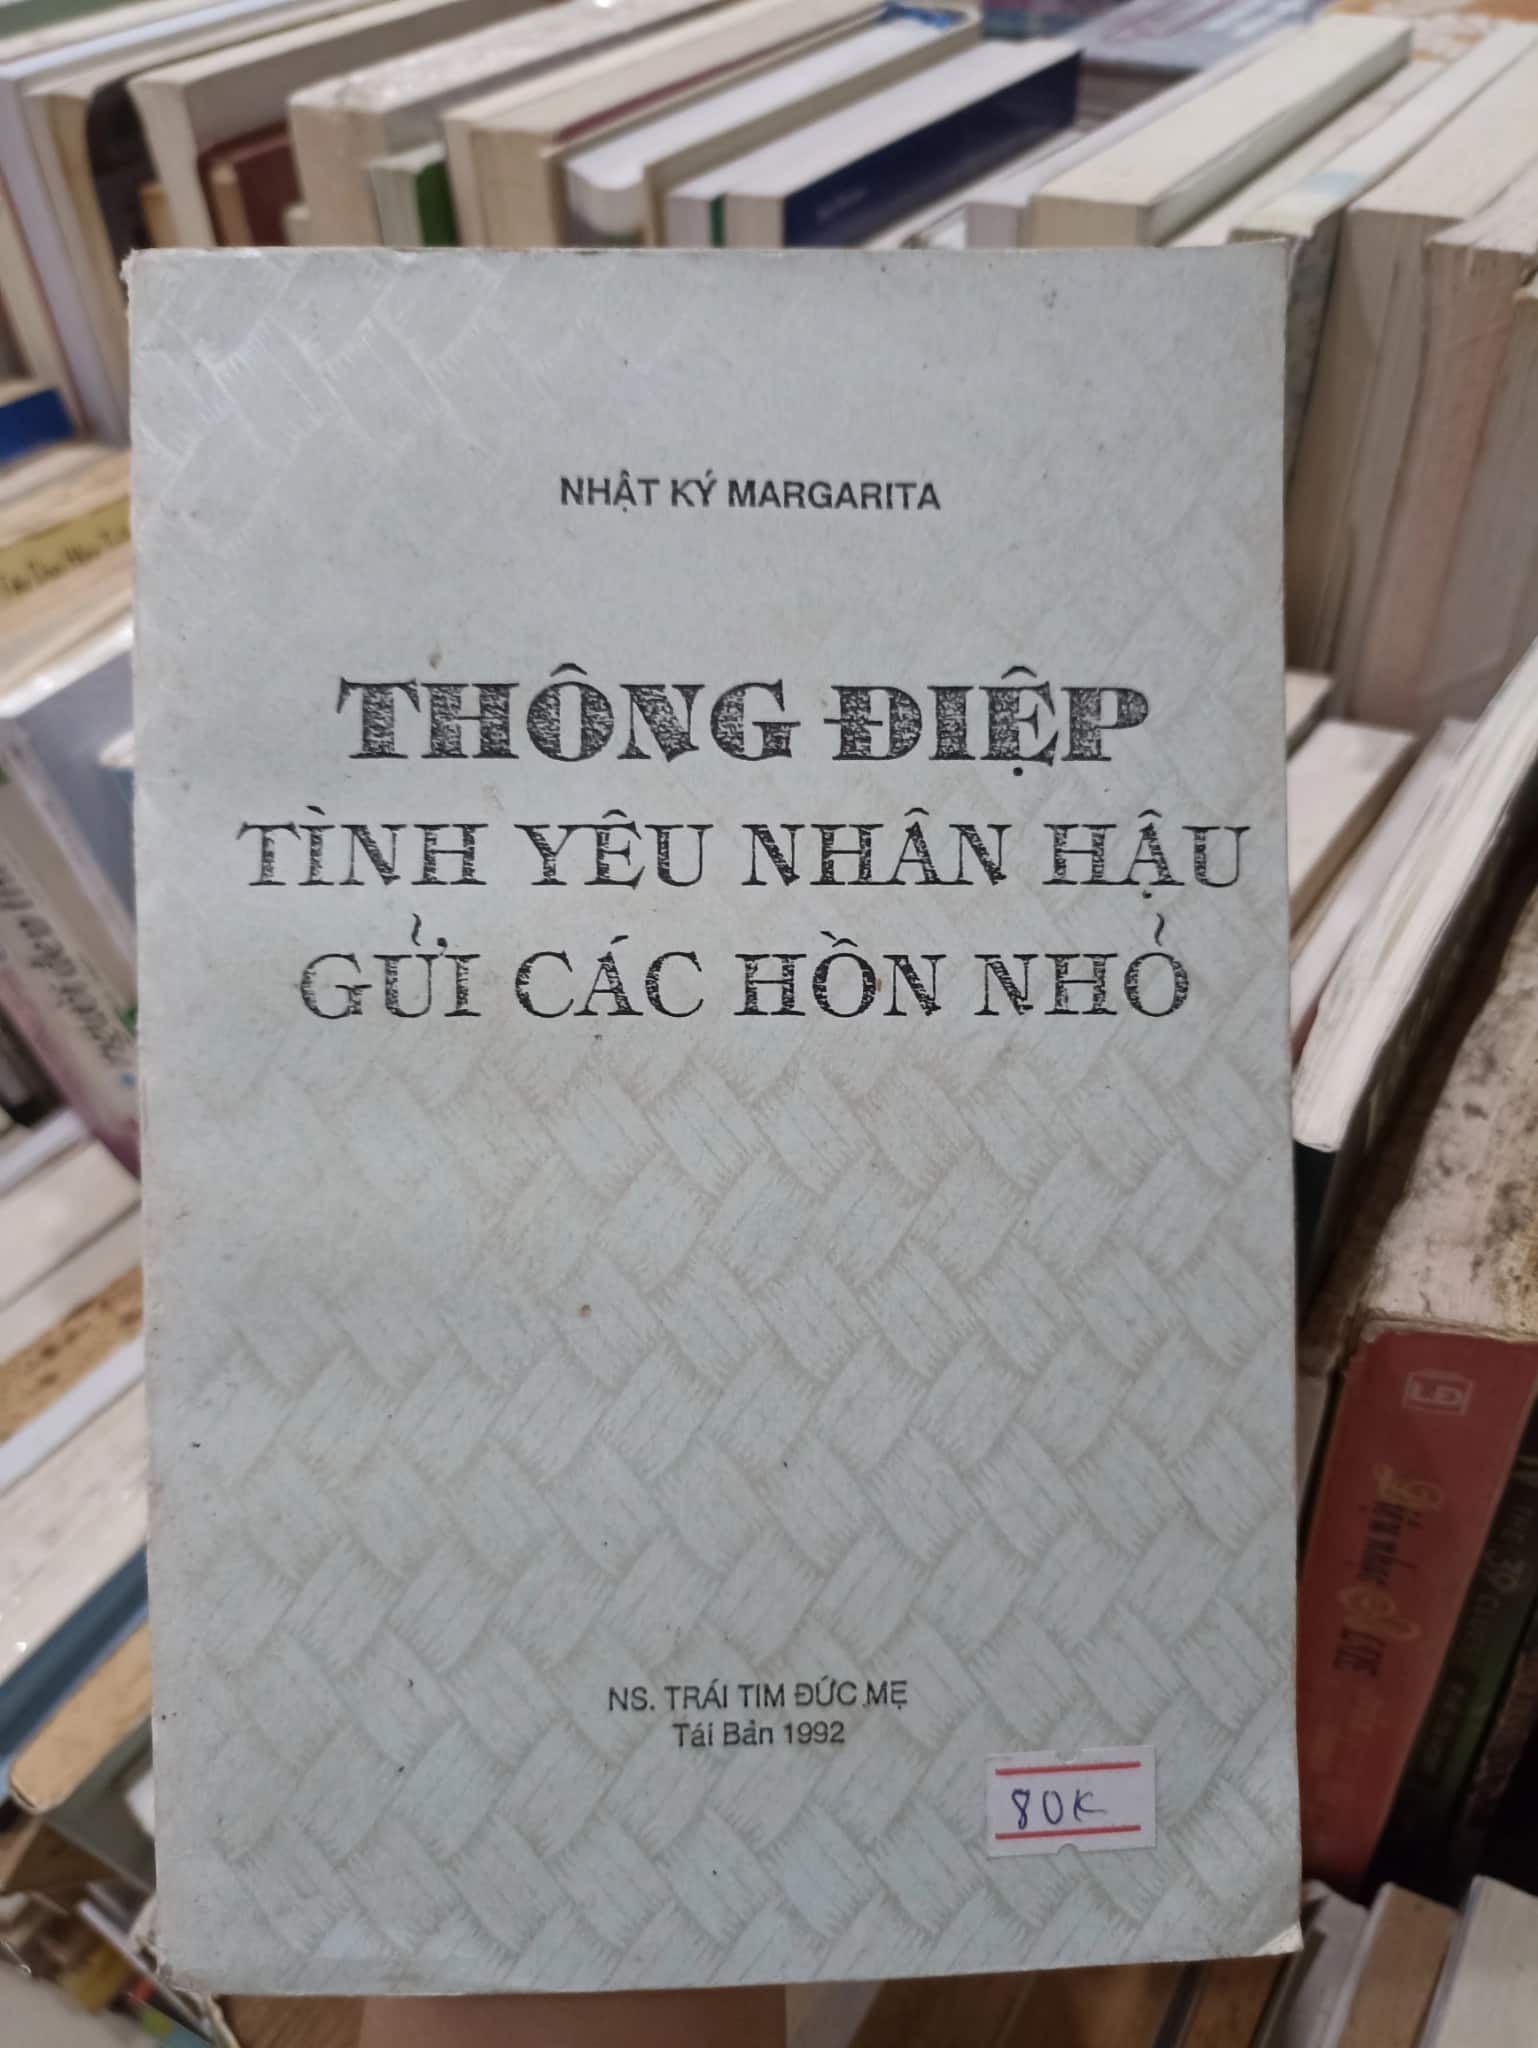 NHẬT KÝ MARGARITA
THÔNG ĐIỆP
TÌNH YÊU NHÂN HẬU
GỬI CÁC HỒN NHỎ
NS. TRÁI TIM ĐỨC MẸ
Tái Bản 1992
80K
LĐ